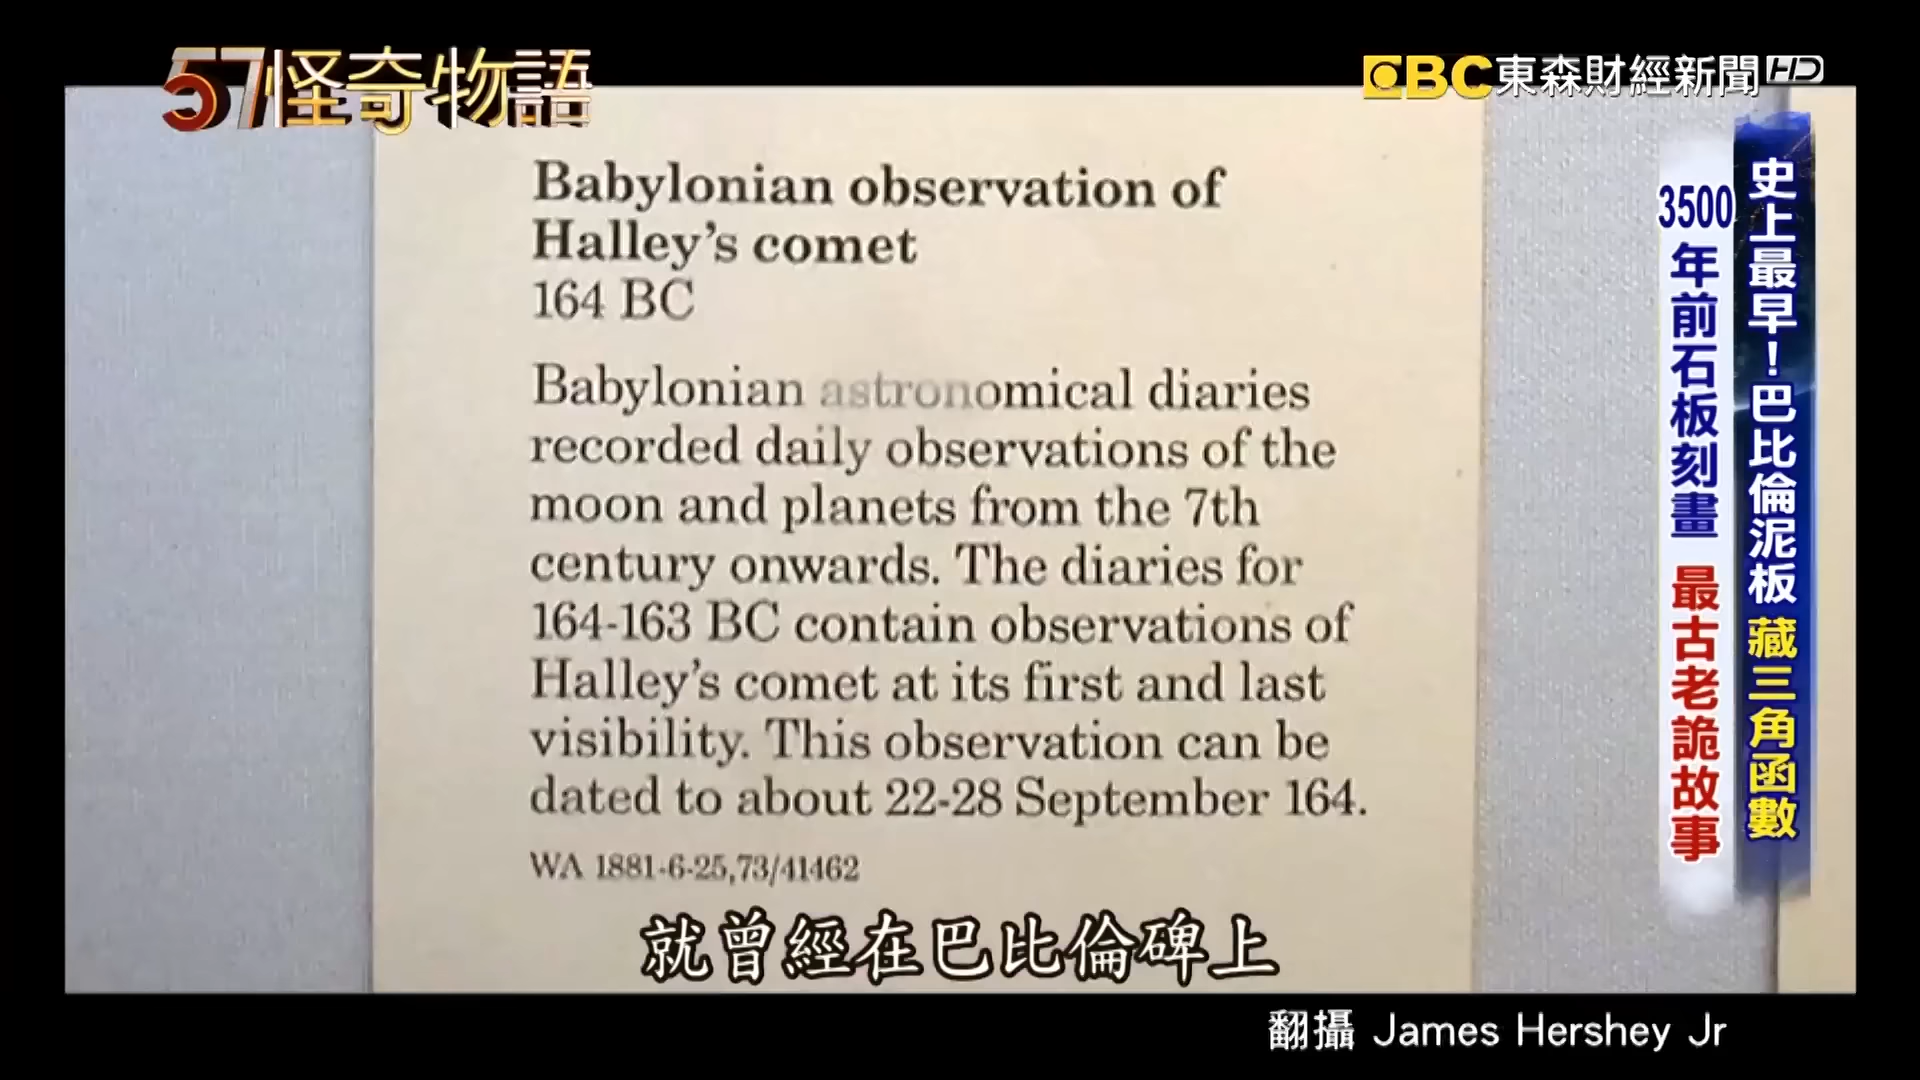 57怪奇物語
EBC東森財經新聞HD
Babylonian observation of
Halley's comet
164 BC
Babylonian astronomical diaries
recorded daily observations of the
moon and planets from the 7th
century onwards. The diaries for
164-163 BC contain observations of
Halley's comet at its first and last
visibility. This observation can be
dated to about 22-28 September 164.
WA 1881-6-25,73/41462
史上最早！巴比倫泥板 藏三角函數
3500年前石板刻畫 最古老詭故事
就曾經在巴比倫碑上
翻攝 James Hershey Jr